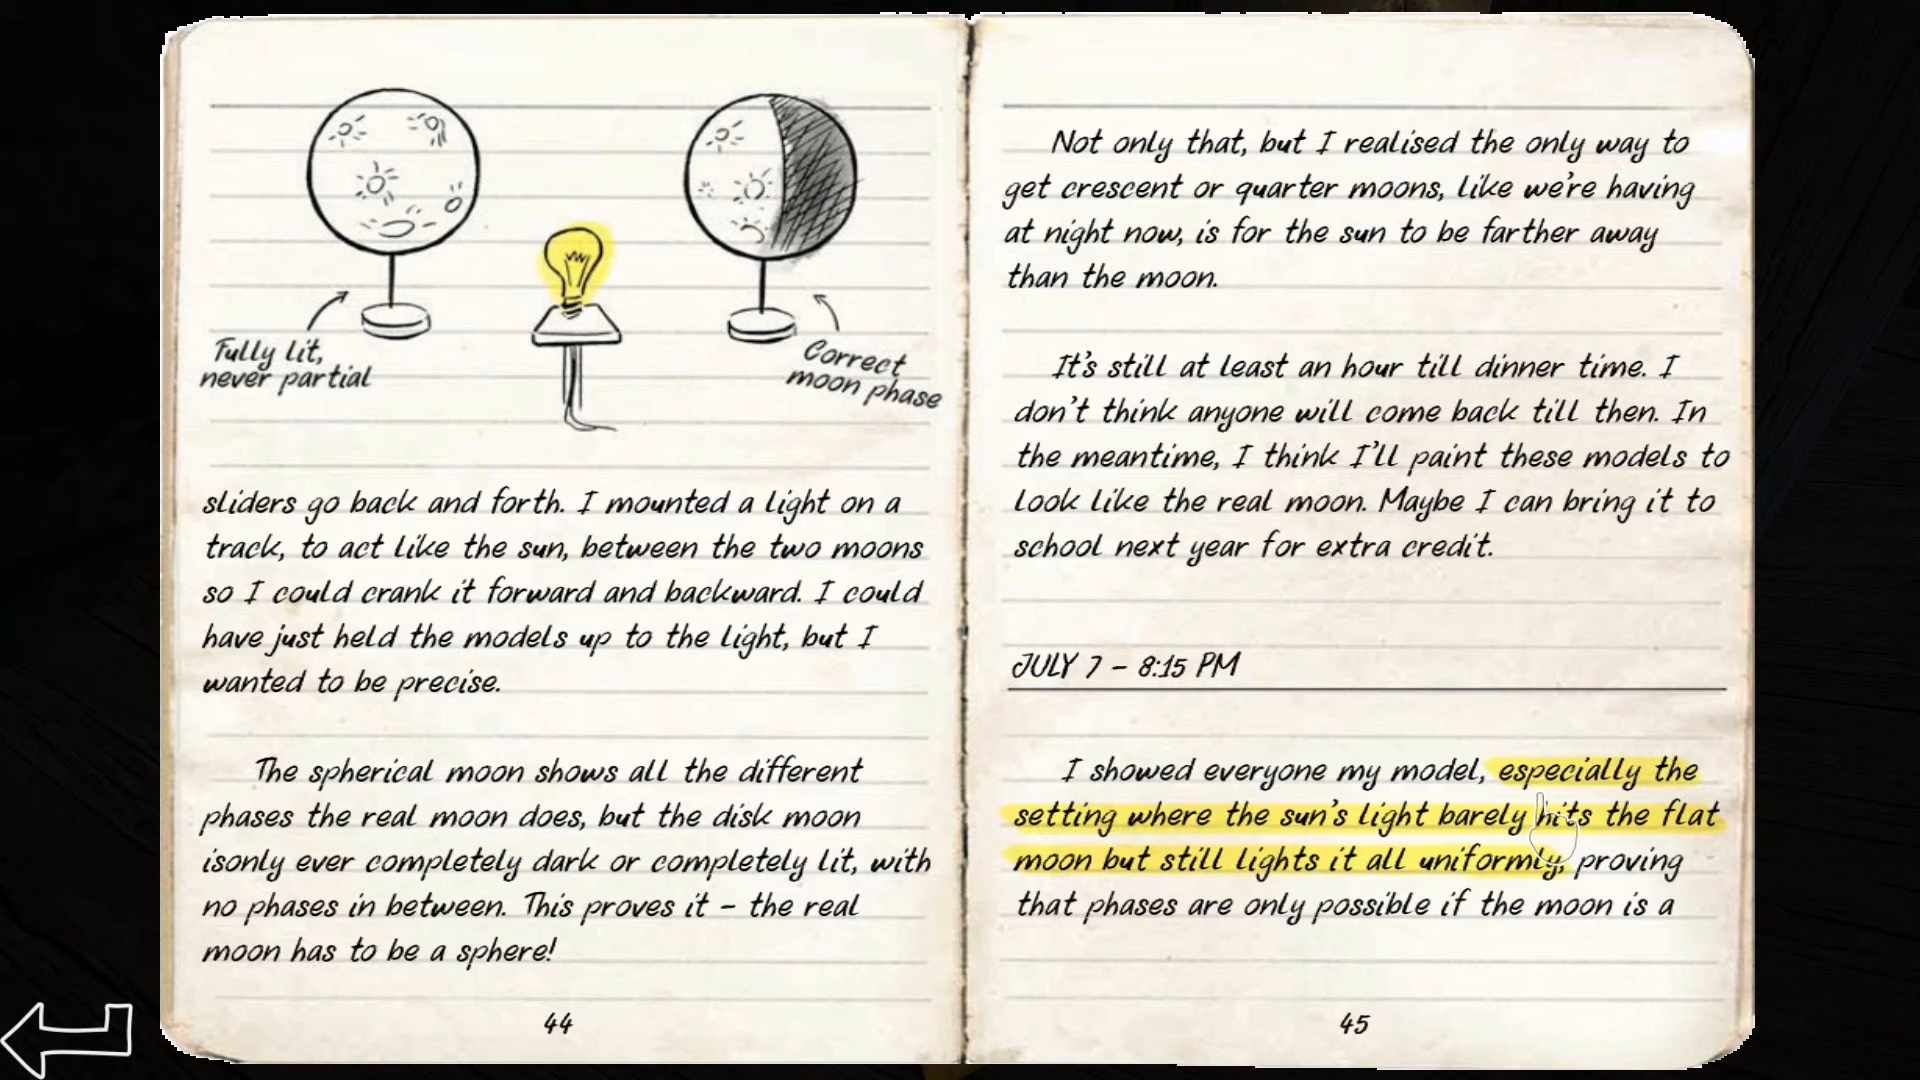 Fully lit,
never partial
Correct
moon phase
sliders go back and forth. I mounted a light on a
track, to act like the sun, between the two moons
so I could crank it forward and backward. I could
have just held the models up to the light, but I
wanted to be precise.
The spherical moon shows all the different
phases the real moon does, but the disk moon
isonly ever completely dark or completely lit, with
no phases in between. This proves it - the real
moon has to be a sphere!
44
Not only that, but I realised the only way to
get crescent or quarter moons, like we're having
at night now, is for the sun to be farther away
than the moon.
It's still at least an hour till dinner time. I
don't think anyone will come back till then. In
the meantime, I think I'll paint these models to
look like the real moon. Maybe I can bring it to
school next year for extra credit.
JULY 7 - 8:15 PM
I showed everyone my model, especially the
setting where the sun's light barely hits the flat
moon but still lights it all uniformly, proving
that phases are only possible if the moon is a
45